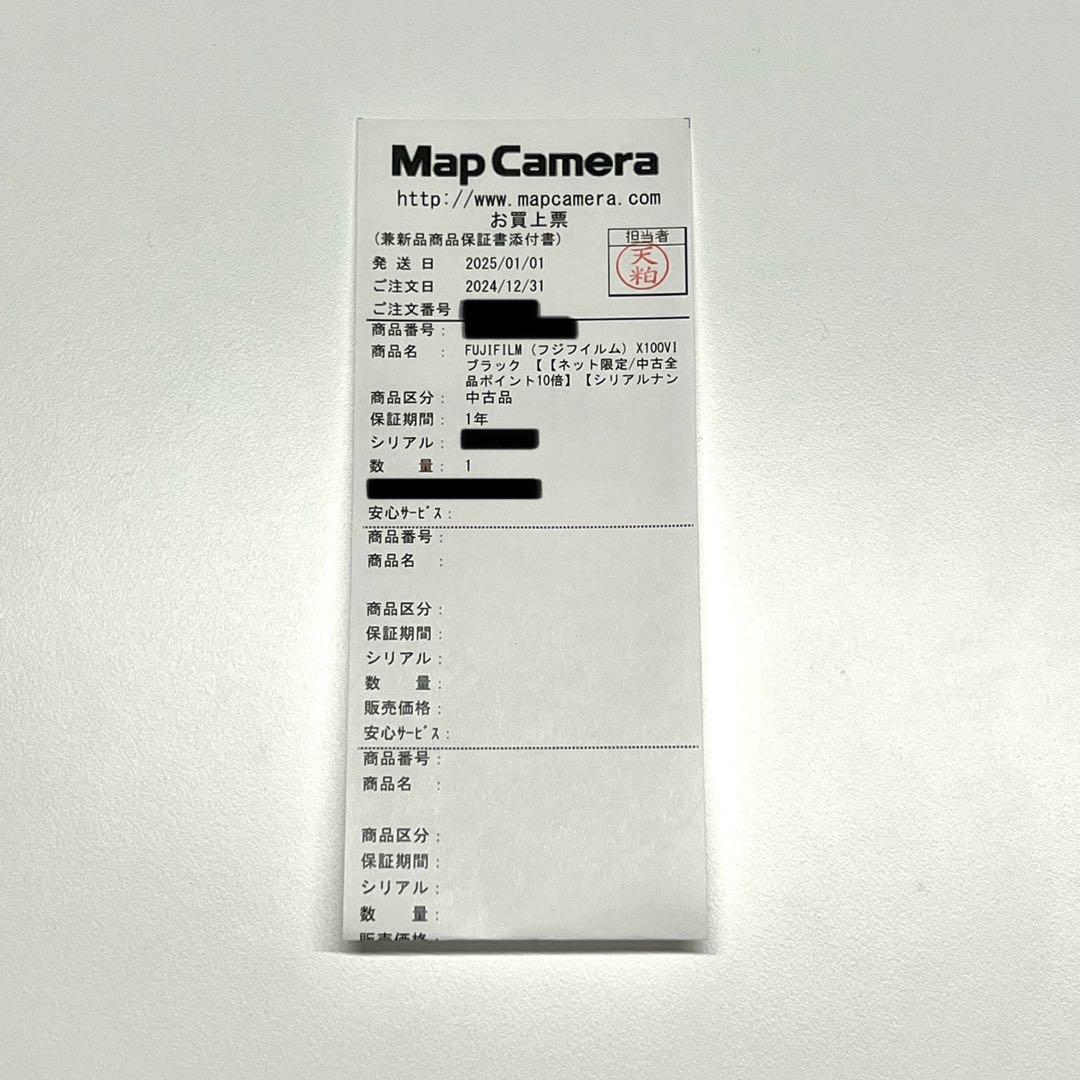 Map Camera
http://www.mapcamera.com
お買上票
(兼新品商品保証書添付書)
担当者
天粕
発 送 日 2025/01/01
ご注文日 2024/12/31
ご注文番号
商品番号:
商品名 : FUJIFILM (フジフイルム) X100VI
ブラック 【【ネット限定/中古全
品ポイント10倍】【シリアルナン
商品区分: 中古品
保証期間: 1年
シリアル:
数 量: 1
安心ｻｰﾋﾞｽ:
商品番号:
商品名 :
商品区分:
保証期間:
シリアル:
数 量:
販売価格:
安心ｻｰﾋﾞｽ:
商品番号:
商品名 :
商品区分:
保証期間:
シリアル:
数 量:
販売価格: